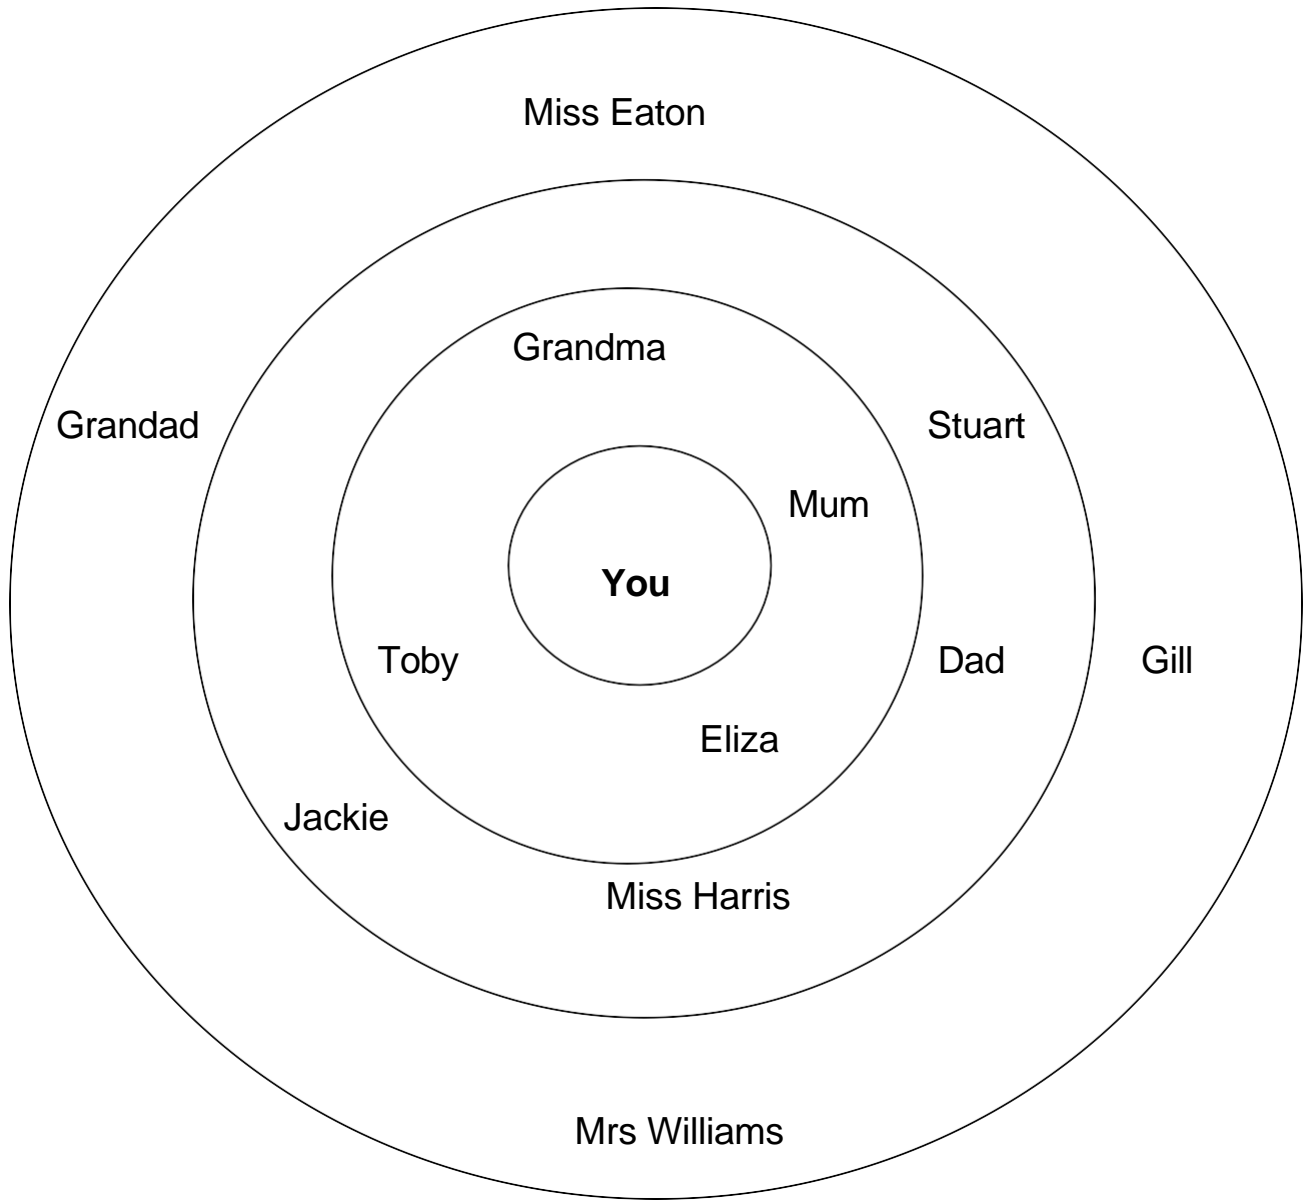 Miss Eaton
Grandma
Grandad
Stuart
Mum
You
Toby
Dad
Gill
Eliza
Jackie
Miss Harris
Mrs Williams